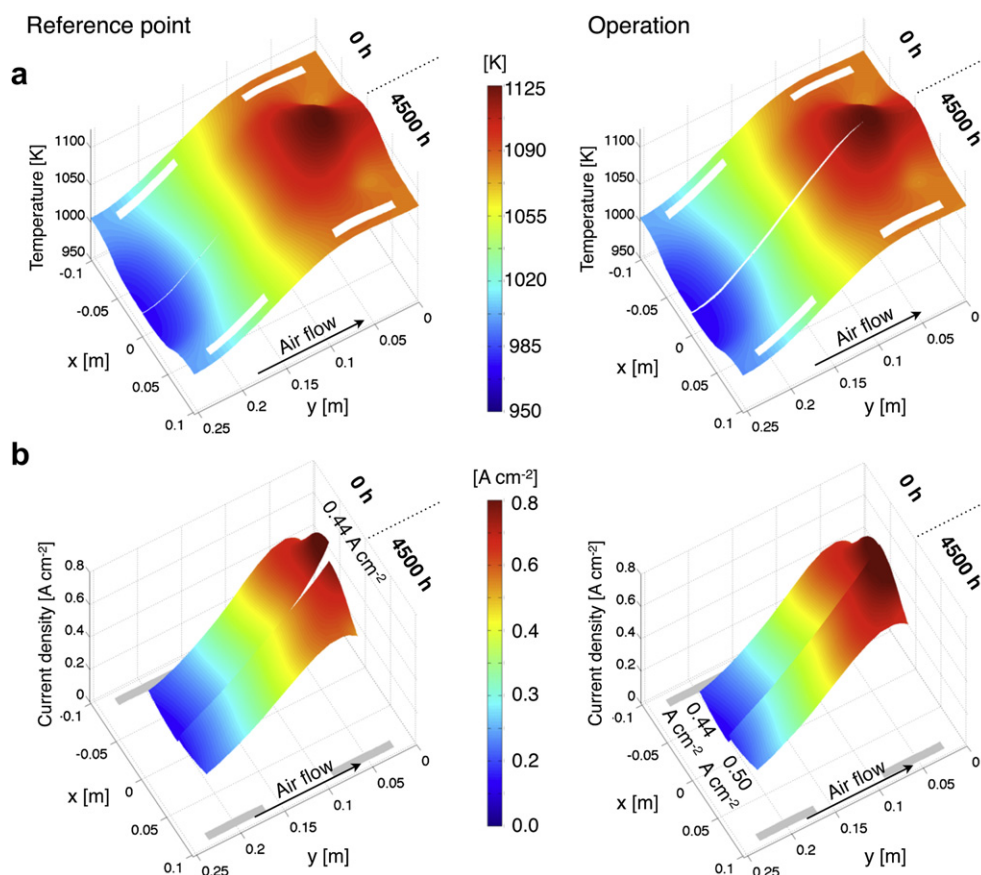 Reference point
Operation
a
0 h
4500 h
[K]
1125
1090
1055
1020
985
950
Temperature [K]
1100
1050
1000
950
-0.1
-0.05
0
0.05
0.1
x [m]
0.25
0.2
0.15
0.1
0.05
0
y [m]
Air flow
0 h
4500 h
Temperature [K]
1100
1050
1000
950
-0.1
-0.05
0
0.05
0.1
x [m]
0.25
0.2
0.15
0.1
0.05
0
y [m]
Air flow
b
0 h
4500 h
0.44 A cm-2
[A cm-2]
0.8
0.6
0.4
0.3
0.2
0.0
Current density [A cm-2]
0.8
0.6
0.4
0.2
0
-0.1
-0.05
0
0.05
0.1
x [m]
0.25
0.2
0.15
0.1
0.05
0
y [m]
Air flow
0 h
4500 h
Current density [A cm-2]
0.8
0.6
0.4
0.2
0
-0.1
-0.05
0
0.05
0.1
x [m]
0.44
A cm-2
0.50
A cm-2
0.25
0.2
0.15
0.1
0.05
0
y [m]
Air flow